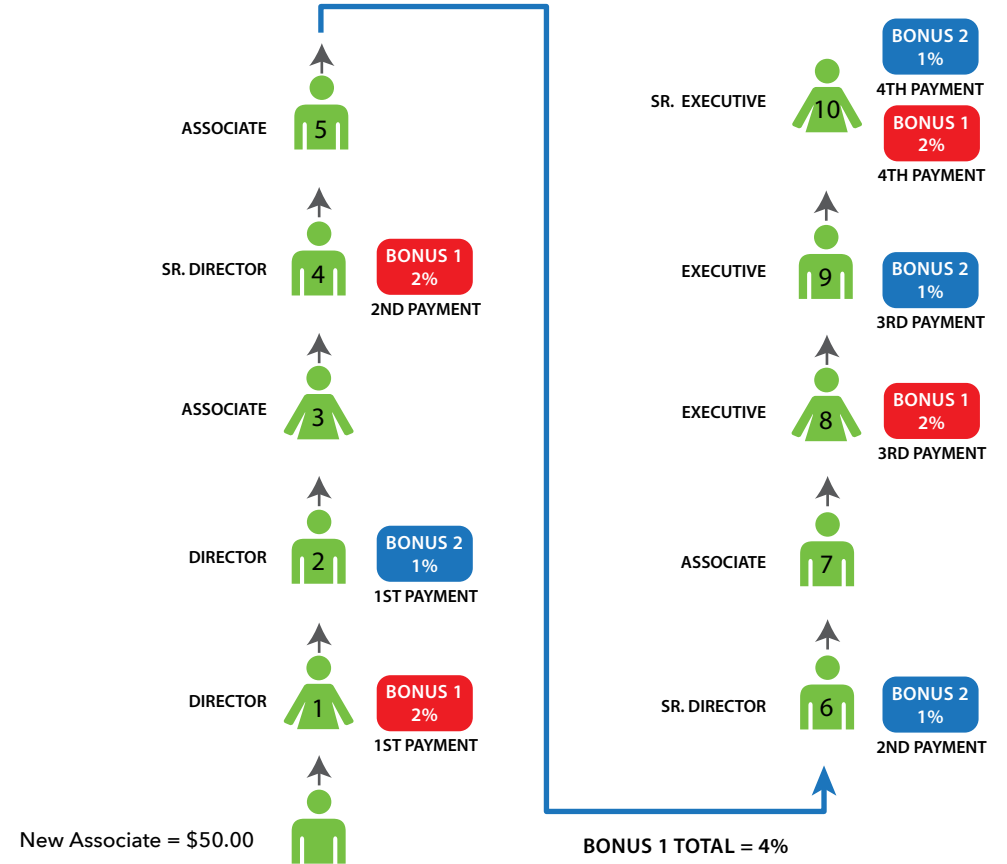 ASSOCIATE
5
SR. DIRECTOR
4
BONUS 1
2%
2ND PAYMENT
ASSOCIATE
3
DIRECTOR
2
BONUS 2
1%
1ST PAYMENT
DIRECTOR
1
BONUS 1
2%
1ST PAYMENT
New Associate = $50.00
SR. EXECUTIVE
10
BONUS 2
1%
4TH PAYMENT
BONUS 1
2%
4TH PAYMENT
EXECUTIVE
9
BONUS 2
1%
3RD PAYMENT
EXECUTIVE
8
BONUS 1
2%
3RD PAYMENT
ASSOCIATE
7
SR. DIRECTOR
6
BONUS 2
1%
2ND PAYMENT
BONUS 1 TOTAL = 4%